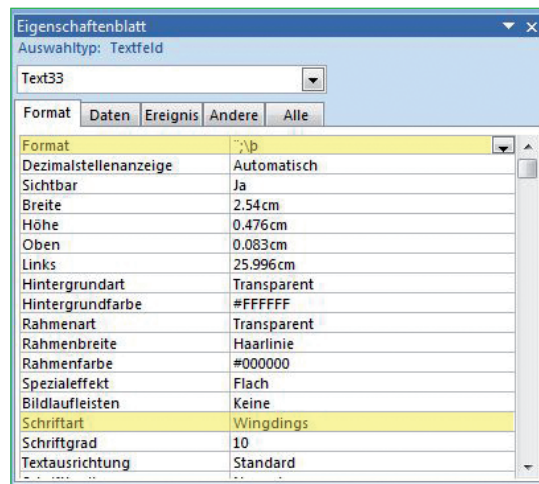 Eigenschaftenblatt
Auswahltyp: Textfeld
Text33
Format Daten Ereignis Andere Alle
Format ¨;\þ
Dezimalstellenanzeige Automatisch
Sichtbar Ja
Breite 2.54cm
Höhe 0.476cm
Oben 0.083cm
Links 25.996cm
Hintergrundart Transparent
Hintergrundfarbe #FFFFFF
Rahmenart Transparent
Rahmenbreite Haarlinie
Rahmenfarbe #000000
Spezialeffekt Flach
Bildlaufleisten Keine
Schriftart Wingdings
Schriftgrad 10
Textausrichtung Standard